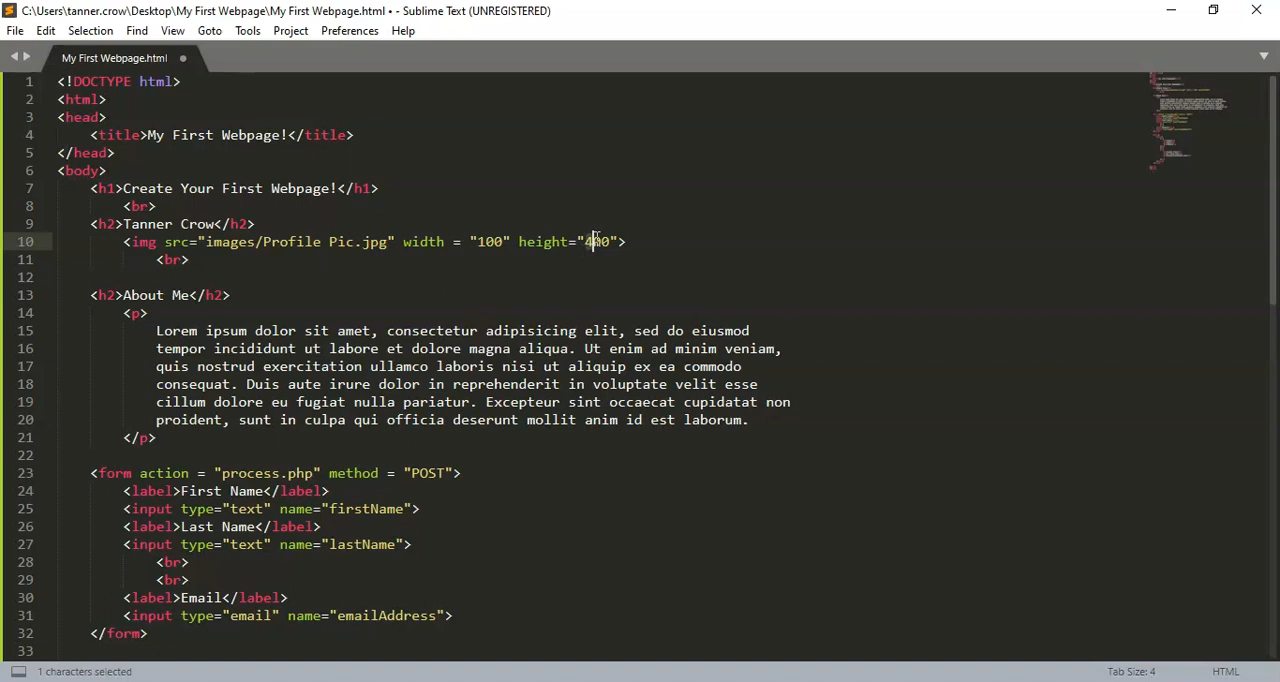 C:\Users\tanner.crow\Desktop\My First Webpage\My First Webpage.html • - Sublime Text (UNREGISTERED)
File Edit Selection Find View Goto Tools Project Preferences Help
My First Webpage.html
1 <!DOCTYPE html>
2 <html>
3 <head>
4 <title>My First Webpage!</title>
5 </head>
6 <body>
7 <h1>Create Your First Webpage!</h1>
8 <br>
9 <h2>Tanner Crow</h2>
10 <img src="images/Profile Pic.jpg" width = "100" height="400">
11 <br>
12
13 <h2>About Me</h2>
14 <p>
15 Lorem ipsum dolor sit amet, consectetur adipisicing elit, sed do eiusmod
16 tempor incididunt ut labore et dolore magna aliqua. Ut enim ad minim veniam,
17 quis nostrud exercitation ullamco laboris nisi ut aliquip ex ea commodo
18 consequat. Duis aute irure dolor in reprehenderit in voluptate velit esse
19 cillum dolore eu fugiat nulla pariatur. Excepteur sint occaecat cupidatat non
20 proident, sunt in culpa qui officia deserunt mollit anim id est laborum.
21 </p>
22
23 <form action = "process.php" method = "POST">
24 <label>First Name</label>
25 <input type="text" name="firstName">
26 <label>Last Name</label>
27 <input type="text" name="lastName">
28 <br>
29 <br>
30 <label>Email</label>
31 <input type="email" name="emailAddress">
32 </form>
33
1 characters selected Tab Size: 4 HTML